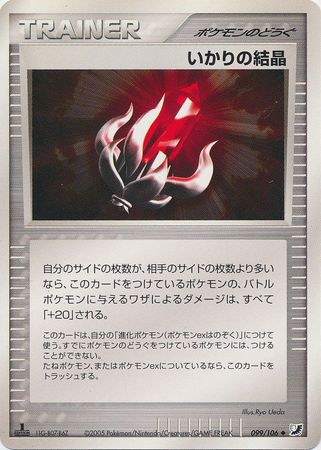 TRAINER
ポケモンのどうぐ
いかりの結晶
自分のサイドの枚数が、相手のサイドの枚数より多い
なら、このカードをつけているポケモンの、バトル
ポケモンに与えるワザによるダメージは、すべて
「+20」される。
このカードは、自分の「進化ポケモン(ポケモンexはのぞく)」につけて
使う。すでにポケモンのどうぐをつけているポケモンには、つける
ことができない。
たねポケモン、またはポケモンexについているなら、このカードを
トラッシュする。
Illus.Ryo Ueda
1 EDITION
11G-B07-B6Z
©2005 Pokémon/Nintendo/Creatures/GAME FREAK
099/106 ◆